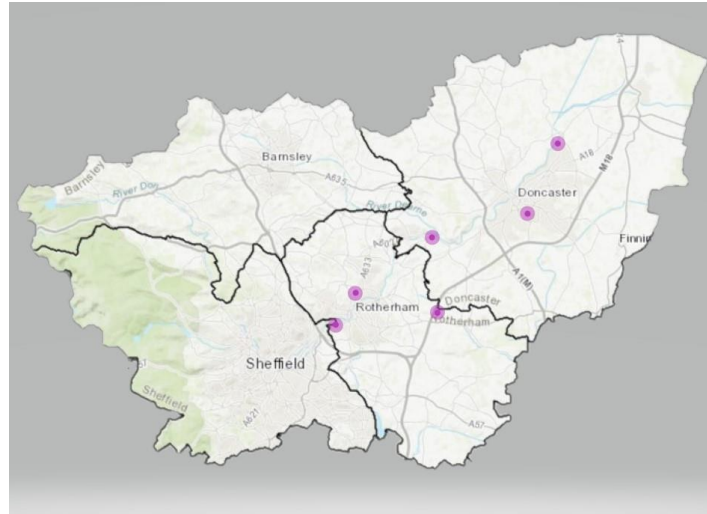 A18
M18
Barnsley
Barnsley
A635
River Don
River Dearne
Doncaster
Finnin
A633
A1(M)
Doncaster
Rotherham
Rotherham
Sheffield
Sheffield
A621
A57